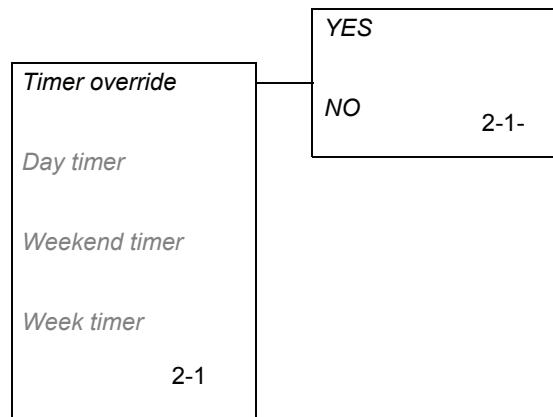 Timer override
Day timer
Weekend timer
Week timer
2-1
YES
NO
2-1-